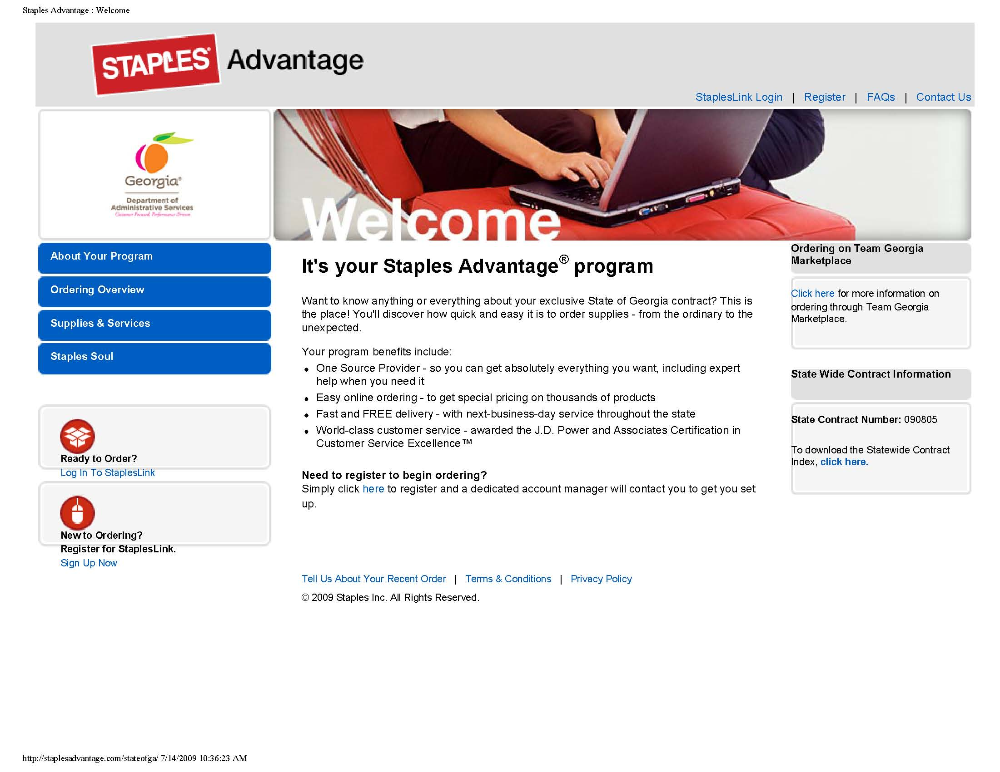 Staples Advantage : Welcome
STAPLES® Advantage
StaplesLink Login | Register | FAQs | Contact Us
Georgia®
Department of
Administrative Services
Customer Focused, Performance Driven
Welcome
About Your Program
Ordering Overview
Supplies & Services
Staples Soul
Ready to Order?
Log In To StaplesLink
New to Ordering?
Register for StaplesLink.
Sign Up Now
It's your Staples Advantage® program
Want to know anything or everything about your exclusive State of Georgia contract? This is
the place! You'll discover how quick and easy it is to order supplies - from the ordinary to the
unexpected.
Your program benefits include:
• One Source Provider - so you can get absolutely everything you want, including expert
help when you need it
• Easy online ordering - to get special pricing on thousands of products
• Fast and FREE delivery - with next-business-day service throughout the state
• World-class customer service - awarded the J.D. Power and Associates Certification in
Customer Service Excellence™
Need to register to begin ordering?
Simply click here to register and a dedicated account manager will contact you to get you set
up.
Ordering on Team Georgia
Marketplace
Click here for more information on
ordering through Team Georgia
Marketplace.
State Wide Contract Information
State Contract Number: 090805
To download the Statewide Contract
Index, click here.
Tell Us About Your Recent Order | Terms & Conditions | Privacy Policy
© 2009 Staples Inc. All Rights Reserved.
http://staplesadvantage.com/stateofga/ 7/14/2009 10:36:23 AM